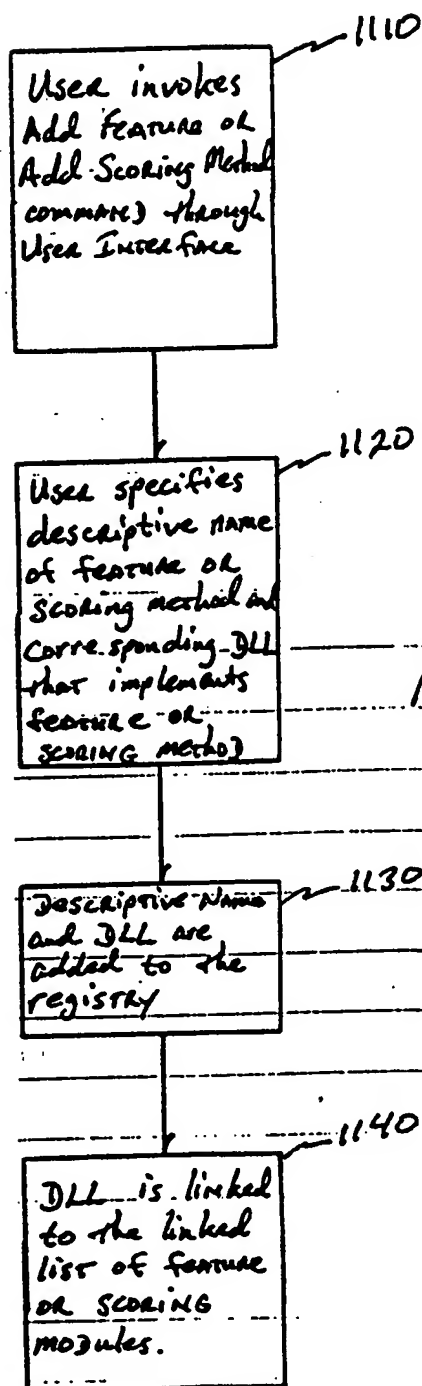 1110
User invokes
Add Feature or
Add Scoring Method
command) through
User Interface
1120
User specifies
descriptive name
of feature or
scoring method and
corresponding DLL
that implements
feature or
scoring method)
1130
Descriptive Name
and DLL are
added to the
registry
1140
DLL is linked
to the linked
list of feature
or scoring
modules.